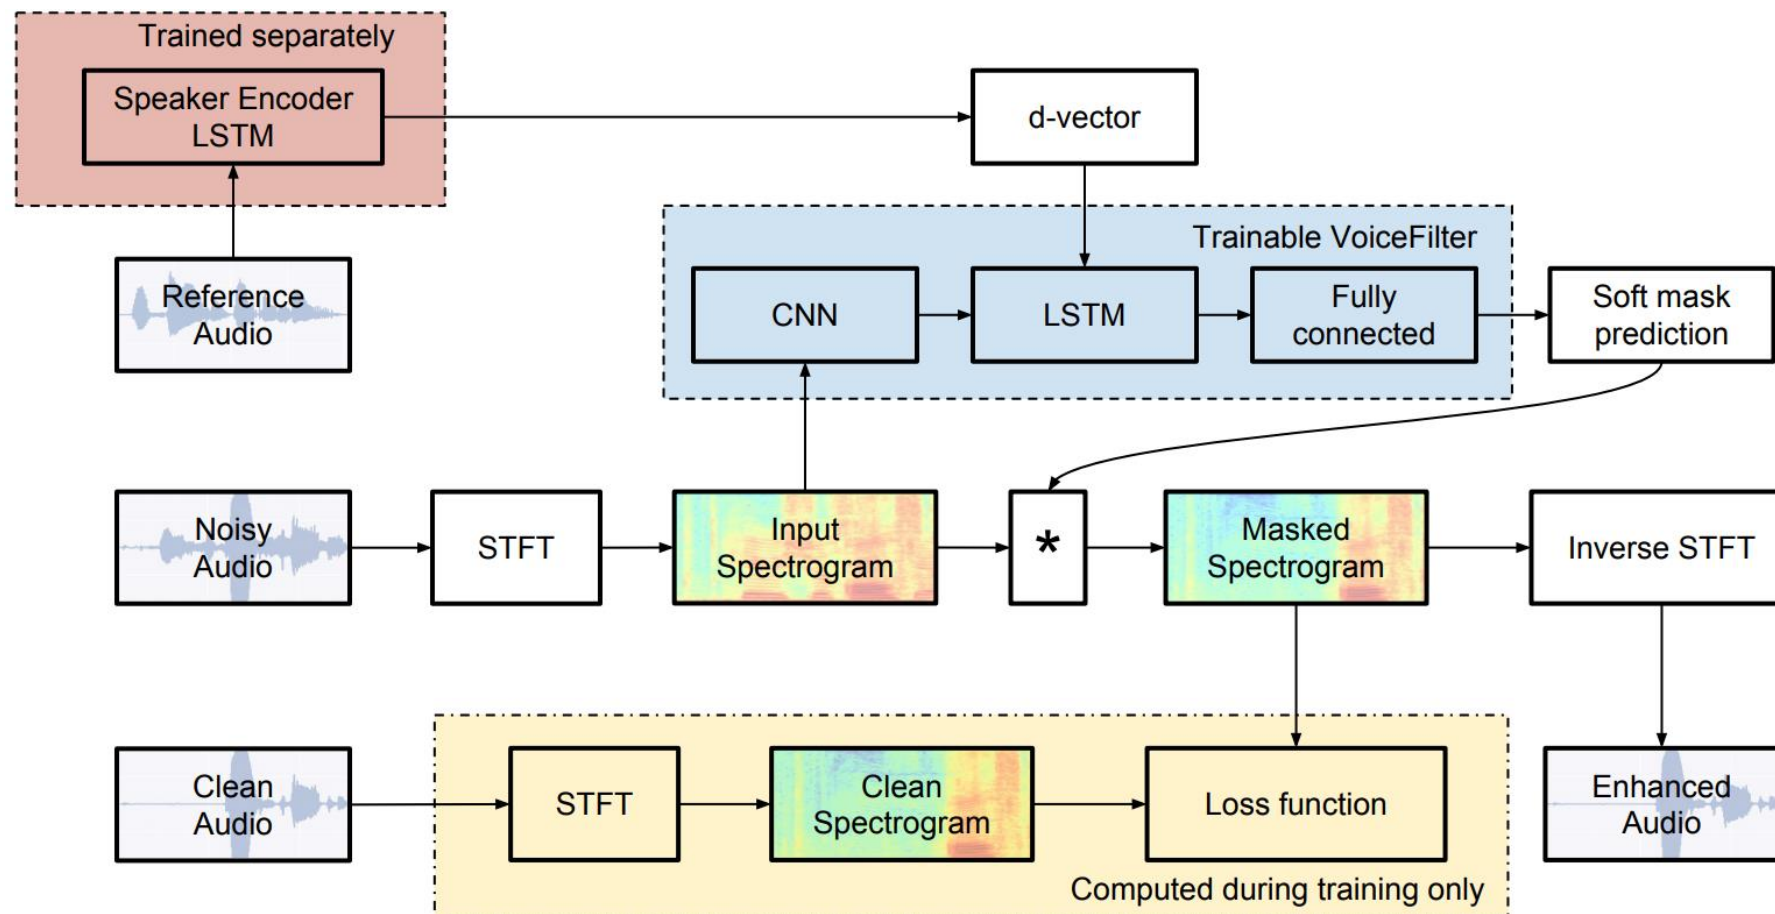 Trained separately
Speaker Encoder
LSTM
d-vector
Trainable VoiceFilter
Reference
Audio
CNN
LSTM
Fully
connected
Soft mask
prediction
Noisy
Audio
STFT
Input
Spectrogram
*
Masked
Spectrogram
Inverse STFT
Clean
Audio
STFT
Clean
Spectrogram
Loss function
Enhanced
Audio
Computed during training only